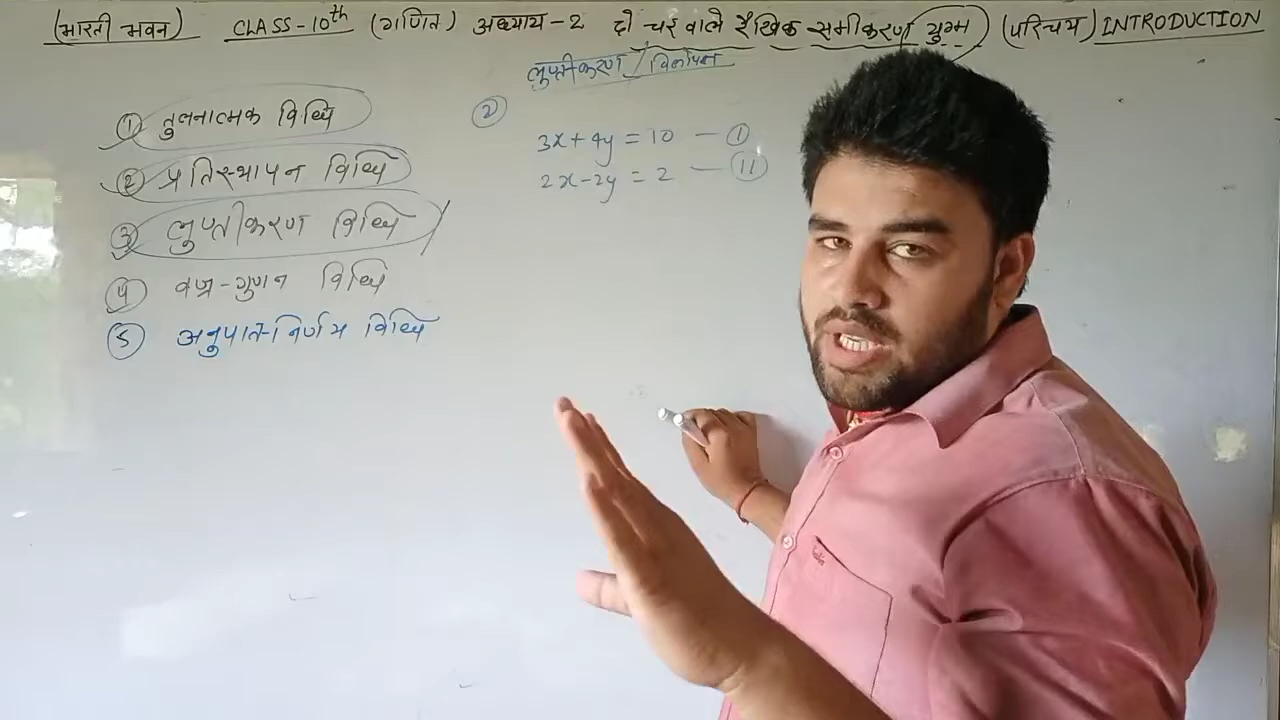 (भारती भवन) CLASS-10th (गणित) अध्याय-2 दो चर वाले रैखिक समीकरण युग्म (परिचय) INTRODUCTION
लुप्तीकरण / विलोपन
① तुलनात्मक विधि
② प्रतिस्थापन विधि
③ लुप्तीकरण विधि
④ वज्र-गुणन विधि
⑤ अनुपात-निर्णय विधि
②
3x+4y = 10 — ①
2x-2y = 2 — ⑪